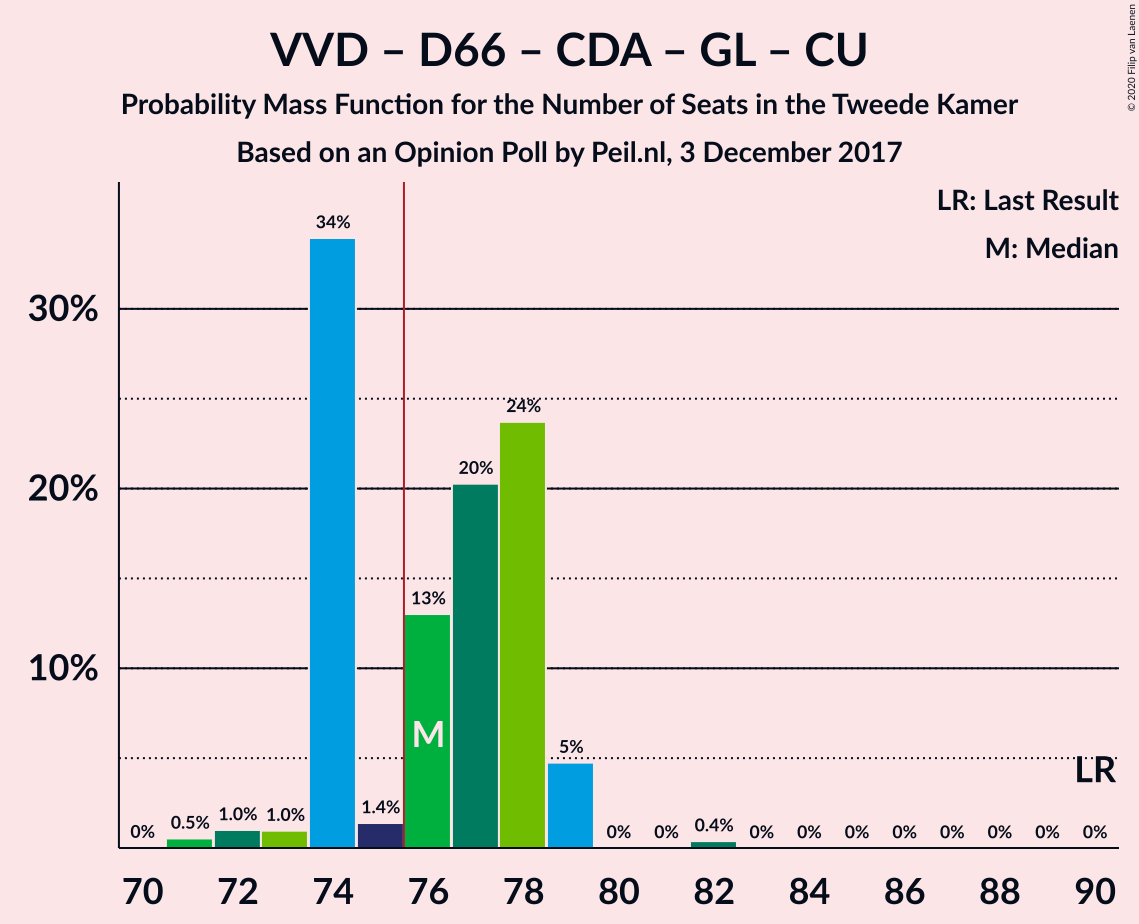 VVD – D66 – CDA – GL – CU
Probability Mass Function for the Number of Seats in the Tweede Kamer
Based on an Opinion Poll by Peil.nl, 3 December 2017
© 2020 Filip van Laenen
LR: Last Result
M: Median
30%
20%
10%
0%
0.5%
1.0%
1.0%
34%
1.4%
13%
20%
24%
5%
0%
0%
0.4%
0%
0%
0%
0%
0%
0%
0%
0%
M
LR
70 72 74 76 78 80 82 84 86 88 90